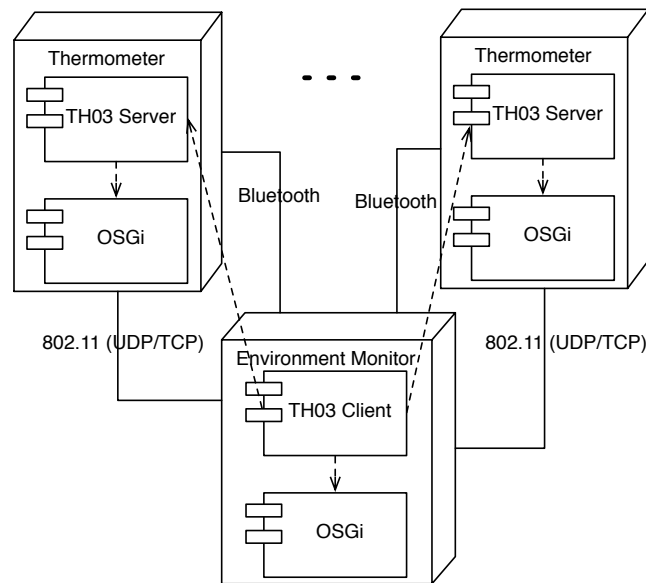 Thermometer
TH03 Server
OSGi
Thermometer
TH03 Server
OSGi
Bluetooth
Bluetooth
802.11 (UDP/TCP)
802.11 (UDP/TCP)
Environment Monitor
TH03 Client
OSGi